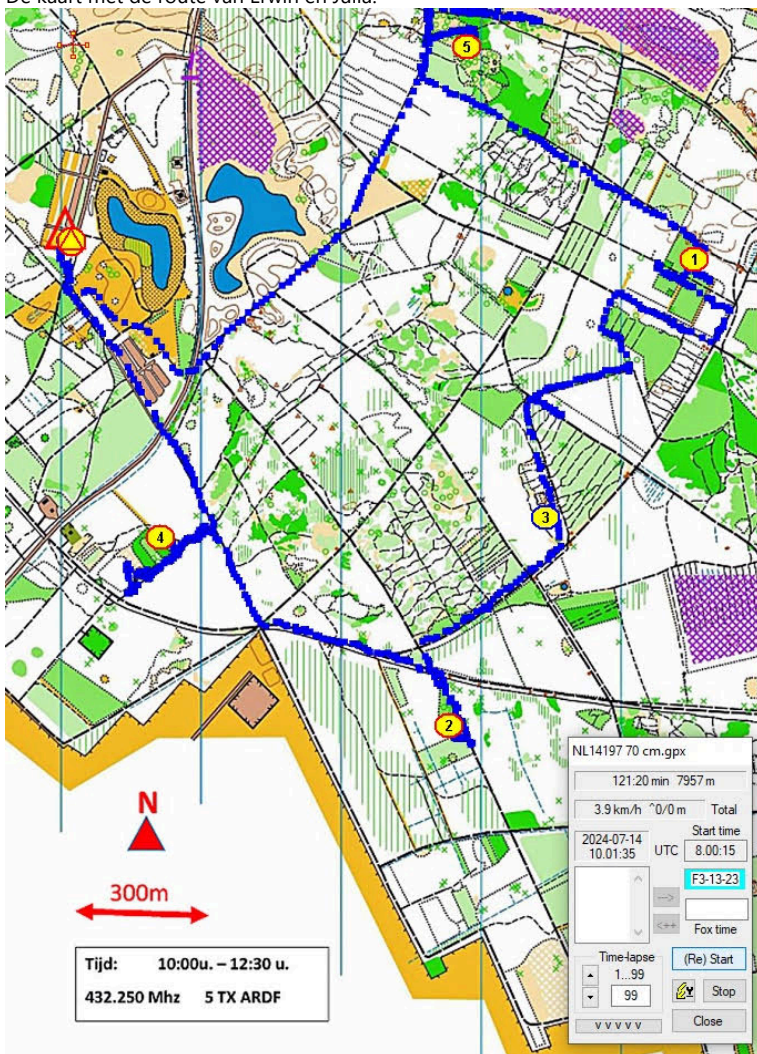 De kaart met de route van Erwin en Julia.
5
1
3
4
2
N
300m
Tijd: 10:00u. – 12:30 u.
432.250 Mhz 5 TX ARDF
NL14197 70 cm.gpx
121:20 min 7957 m
3.9 km/h ^0/0 m Total
Start time
2024-07-14
10.01:35
UTC
8.00:15
F3-13-23
-->
<++
Fox time
Time-lapse
1...99
99
(Re) Start
Stop
v v v v v
Close